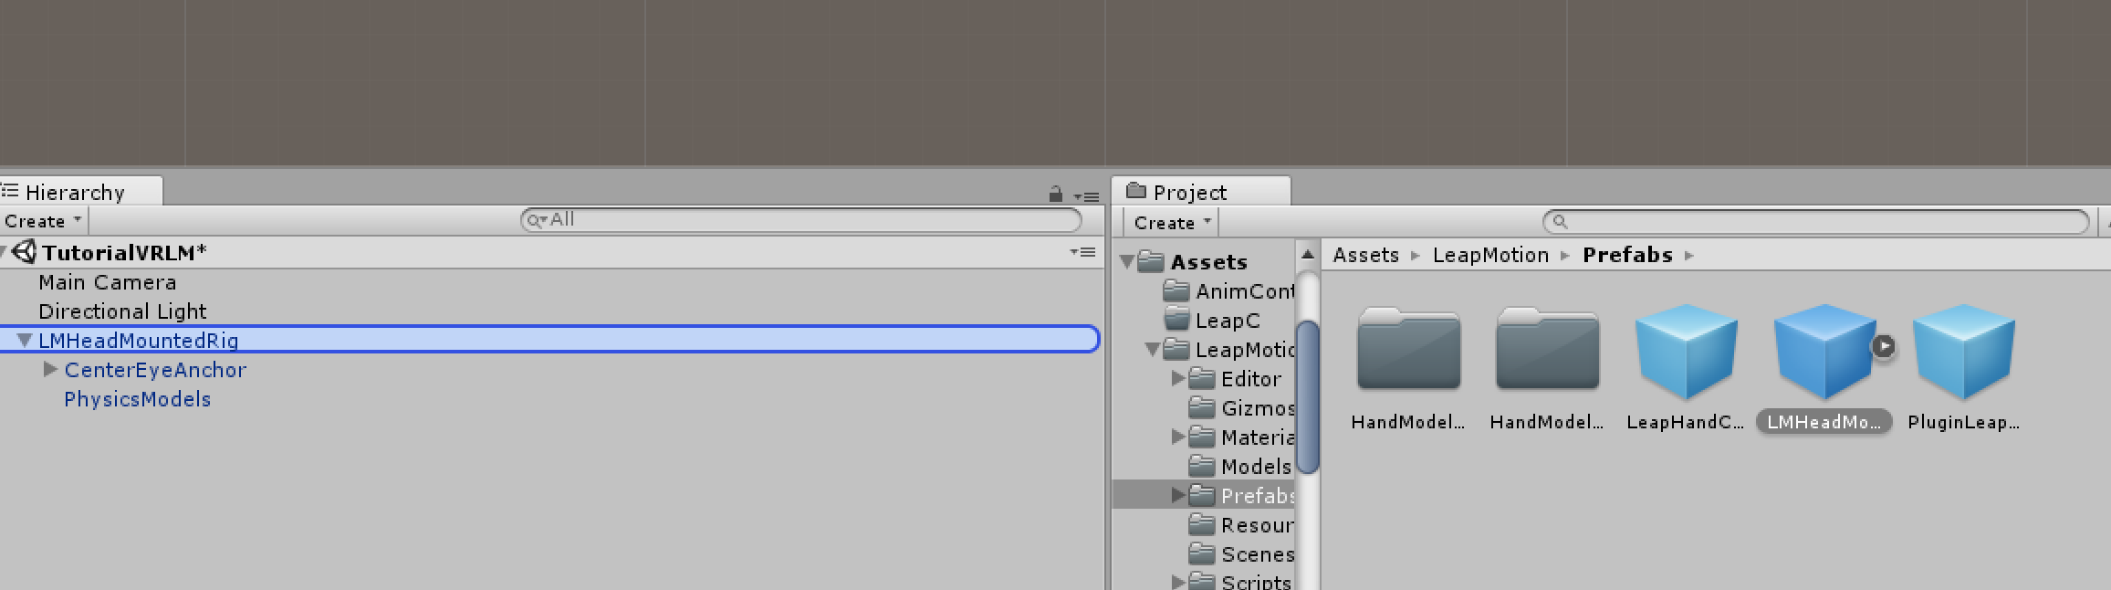 Hierarchy
Create
All
TutorialVRLM*
Main Camera
Directional Light
LMHeadMountedRig
CenterEyeAnchor
PhysicsModels
Project
Create
Assets
AnimCont
LeapC
LeapMotic
Editor
Gizmos
Materia
Models
Prefabs
Resour
Scenes
Scripts
Assets LeapMotion Prefabs
HandModel... HandModel... LeapHandC... LMHeadMo... PluginLeap...